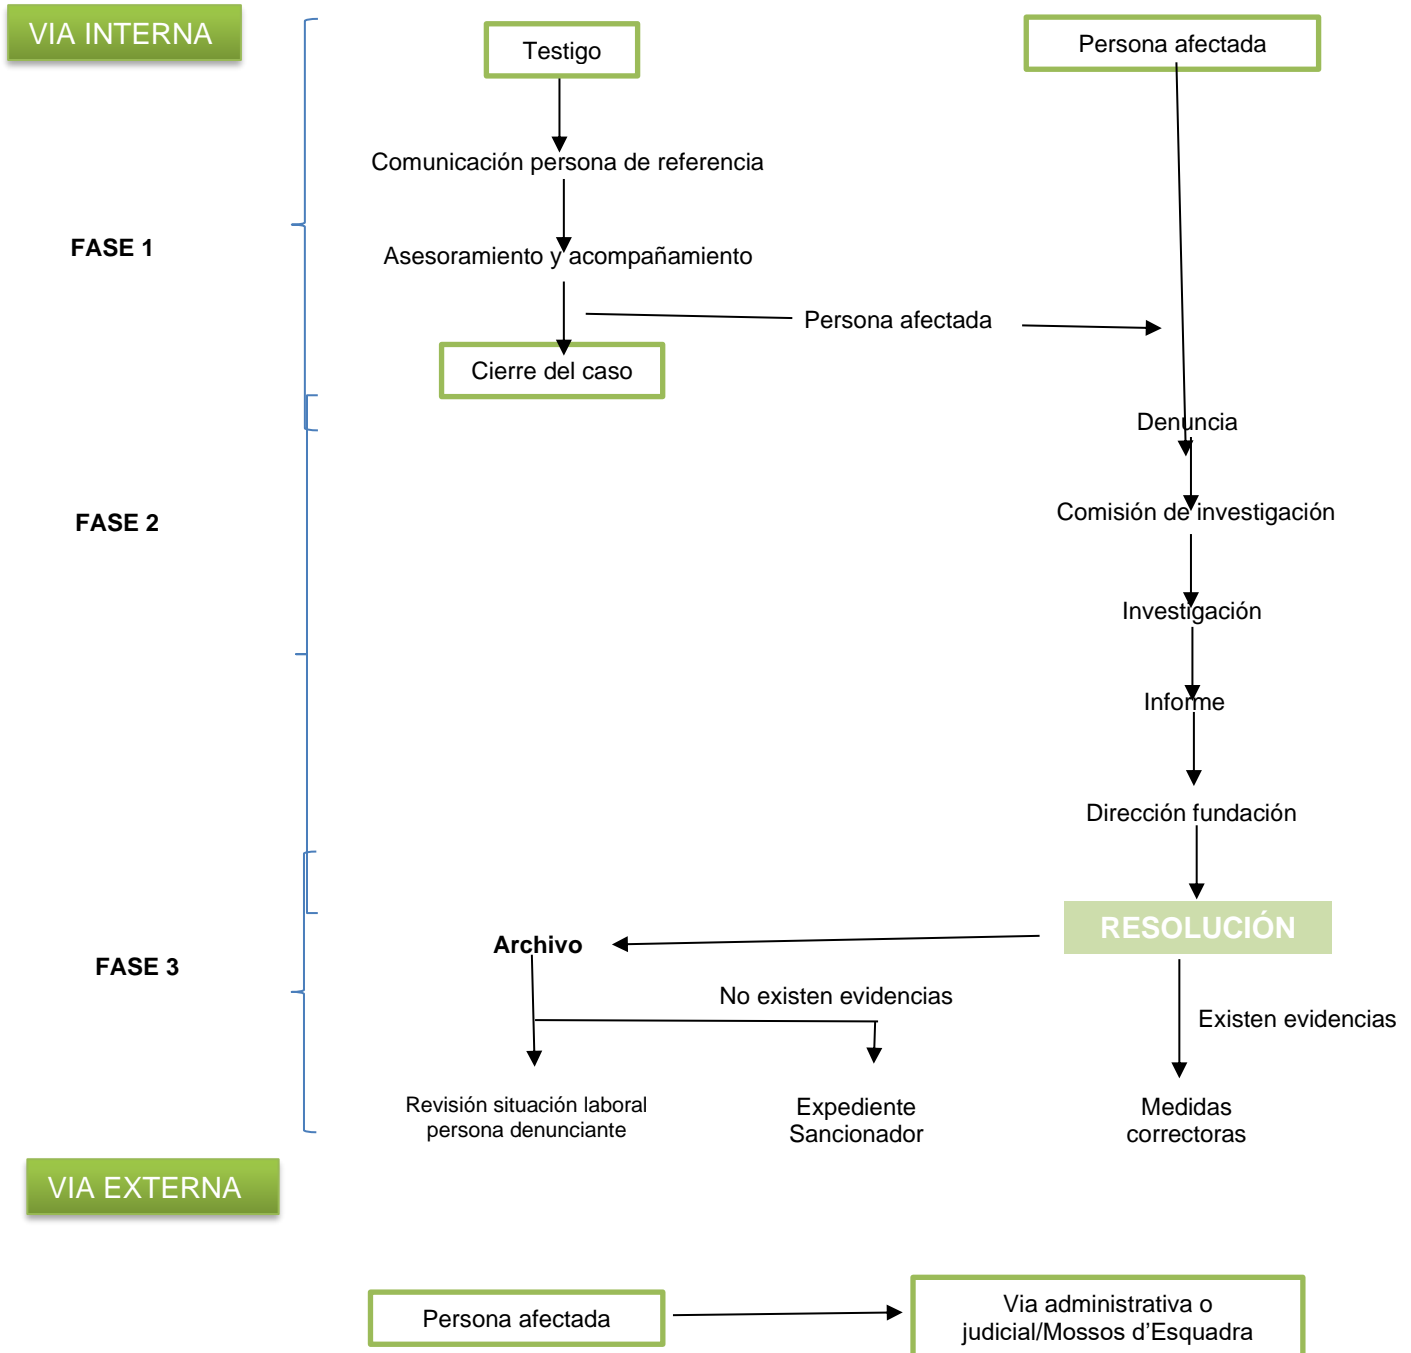 VIA INTERNA
Testigo
Persona afectada
Comunicación persona de referencia
FASE 1
Asesoramiento y acompañamiento
Persona afectada
Cierre del caso
Denuncia
FASE 2
Comisión de investigación
Investigación
Informe
Dirección fundación
RESOLUCIÓN
Archivo
FASE 3
No existen evidencias
Existen evidencias
Revisión situación laboral
persona denunciante
Expediente
Sancionador
Medidas
correctoras
VIA EXTERNA
Persona afectada
Via administrativa o
judicial/Mossos d’Esquadra